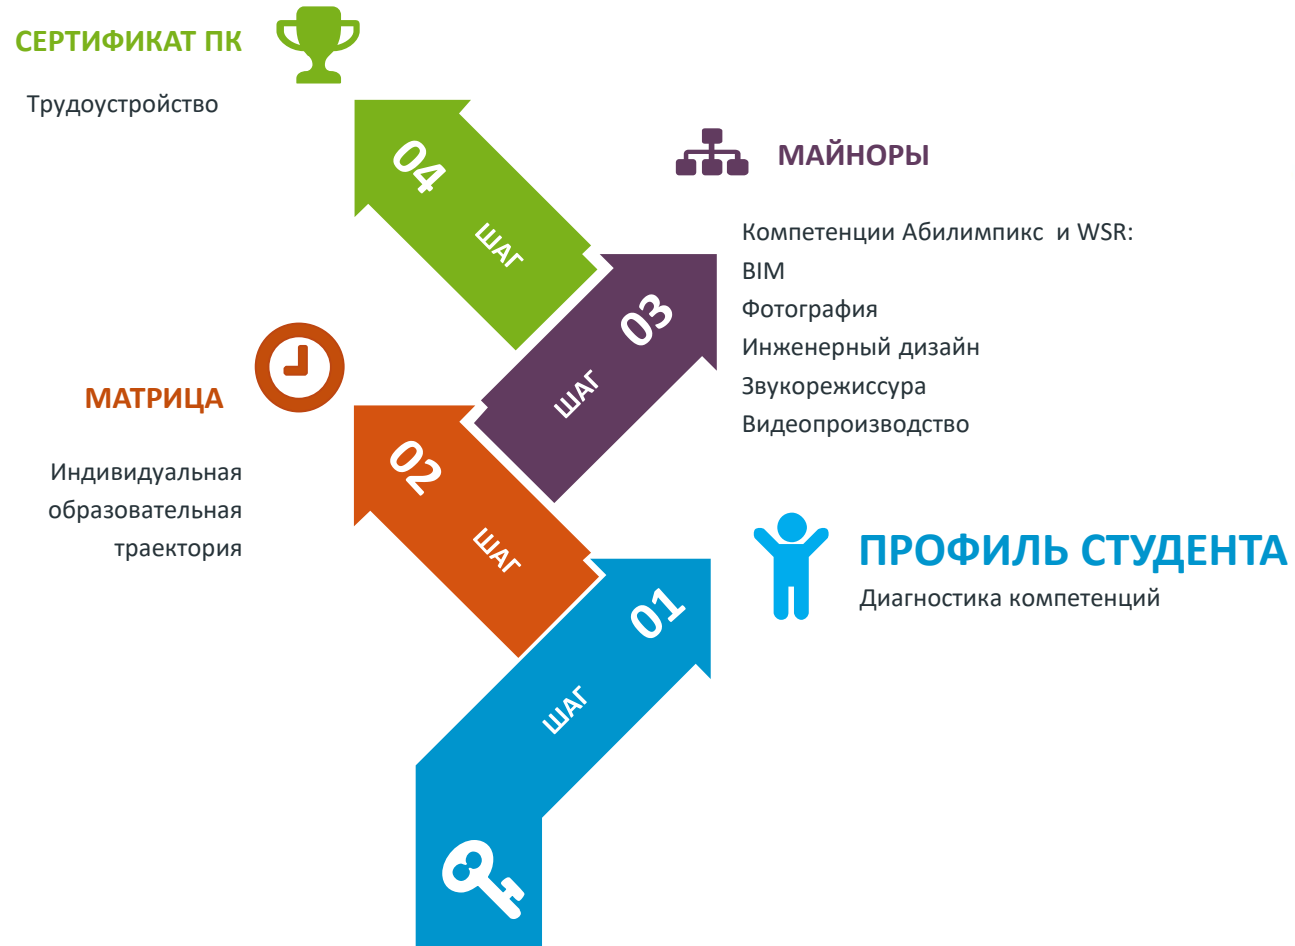 СЕРТИФИКАТ ПК
Трудоустройство
04
ШАГ
МАЙНОРЫ
Компетенции Абилимпикс и WSR:
BIM
Фотография
Инженерный дизайн
Звукорежиссура
Видеопроизводство
03
ШАГ
МАТРИЦА
Индивидуальная
образовательная
траектория
02
ШАГ
ПРОФИЛЬ СТУДЕНТА
Диагностика компетенций
01
ШАГ